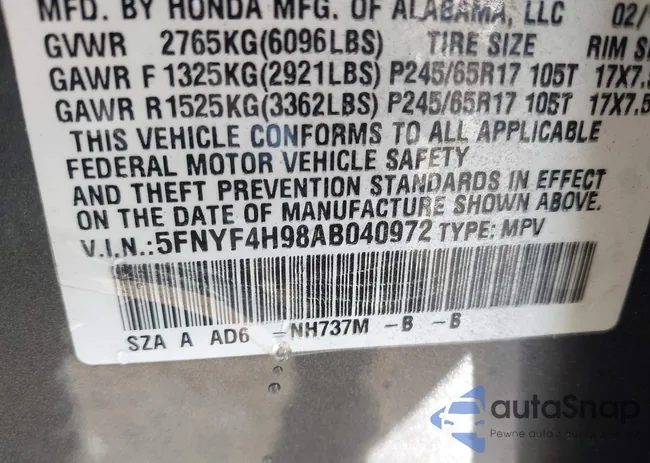 MFD. BY HONDA MFG. OF ALABAMA, LLC 02/
GVWR 2765KG(6096LBS) TIRE SIZE RIM
GAWR F 1325KG(2921LBS) P245/65R17 105T 17X7.
GAWR R 1525KG(3362LBS) P245/65R17 105T 17X7.5
THIS VEHICLE CONFORMS TO ALL APPLICABLE
FEDERAL MOTOR VEHICLE SAFETY
AND THEFT PREVENTION STANDARDS IN EFFECT
ON THE DATE OF MANUFACTURE SHOWN ABOVE.
V.I.N.:5FNYF4H98AB040972 TYPE: MPV
SZA A AD6 -NH737M -B -B
autaSnap
Pewne auta z